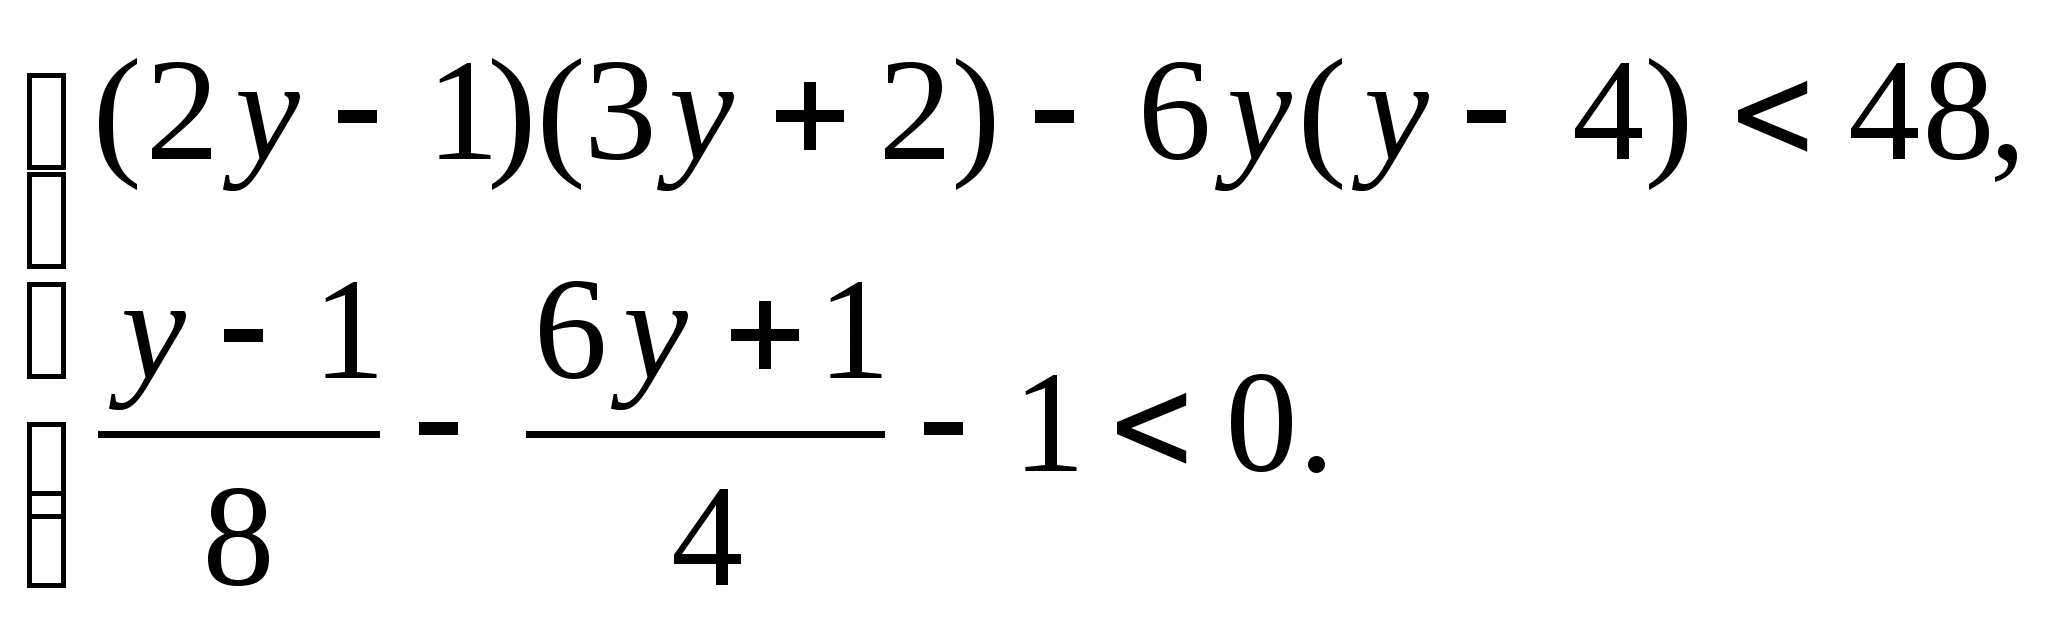 (2y - 1)(3y + 2) - 6y(y - 4) < 48,
y - 1 6y + 1
- - 1 < 0.
8 4